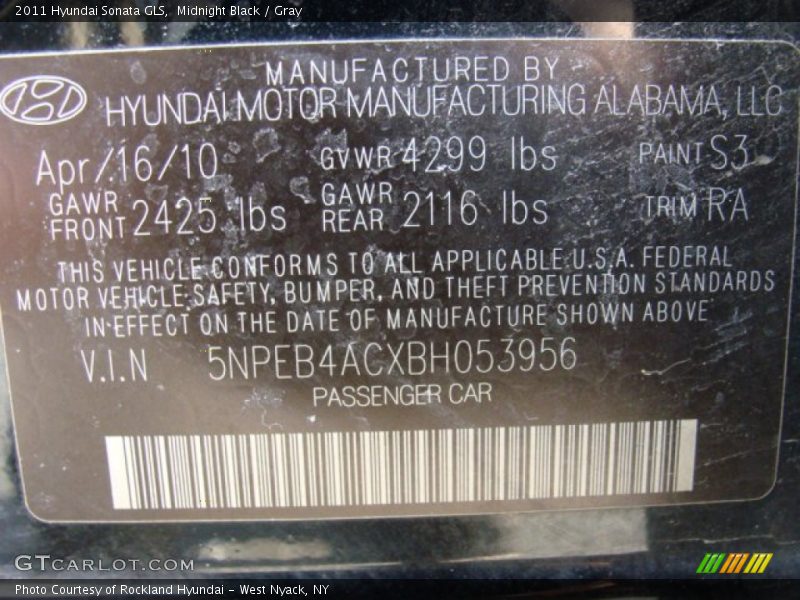 2011 Hyundai Sonata GLS, Midnight Black / Gray
MANUFACTURED BY
HYUNDAI MOTOR MANUFACTURING ALABAMA, LLC
Apr/16/10 GVWR 4299 lbs PAINT S3
GAWR FRONT 2425 lbs GAWR REAR 2116 lbs TRIM RA
THIS VEHICLE CONFORMS TO ALL APPLICABLE U.S.A. FEDERAL
MOTOR VEHICLE SAFETY, BUMPER, AND THEFT PREVENTION STANDARDS
IN EFFECT ON THE DATE OF MANUFACTURE SHOWN ABOVE
V.I.N 5NPEB4ACXBH053956
PASSENGER CAR
GTCARLOT.COM
Photo Courtesy of Rockland Hyundai - West Nyack, NY